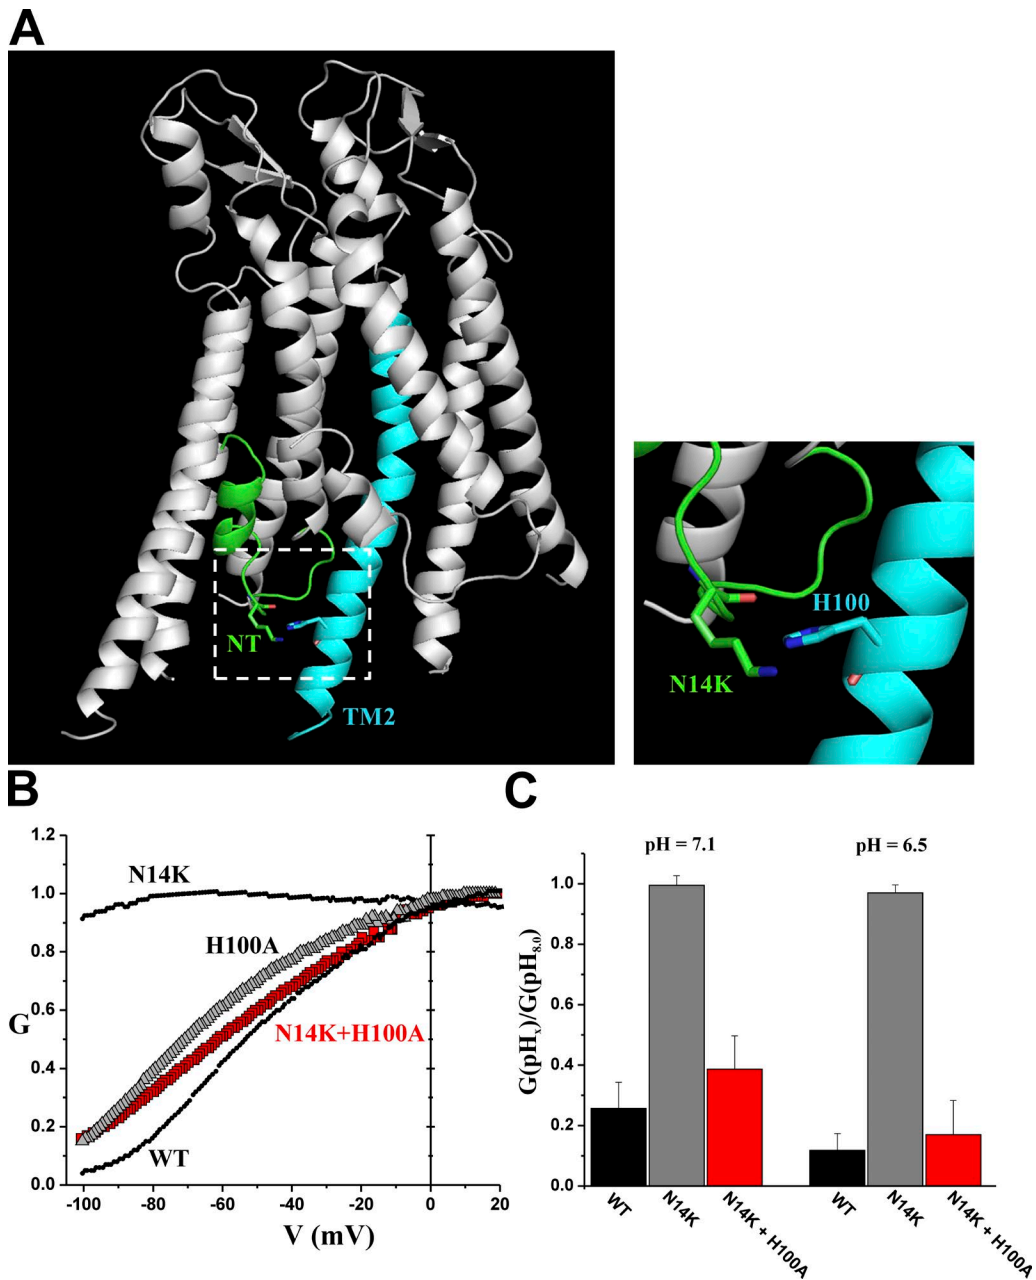 A
NT
TM2
H100
N14K
B
1.2
1.0
0.8
0.6
0.4
0.2
0.0
G
N14K
H100A
N14K+H100A
WT
-100
-80
-60
-40
-20
0
20
V (mV)
C
pH = 7.1
pH = 6.5
1.0
0.8
0.6
0.4
0.2
0.0
G(pHx)/G(pH8.0)
WT
N14K
N14K + H100A
WT
N14K
N14K + H100A